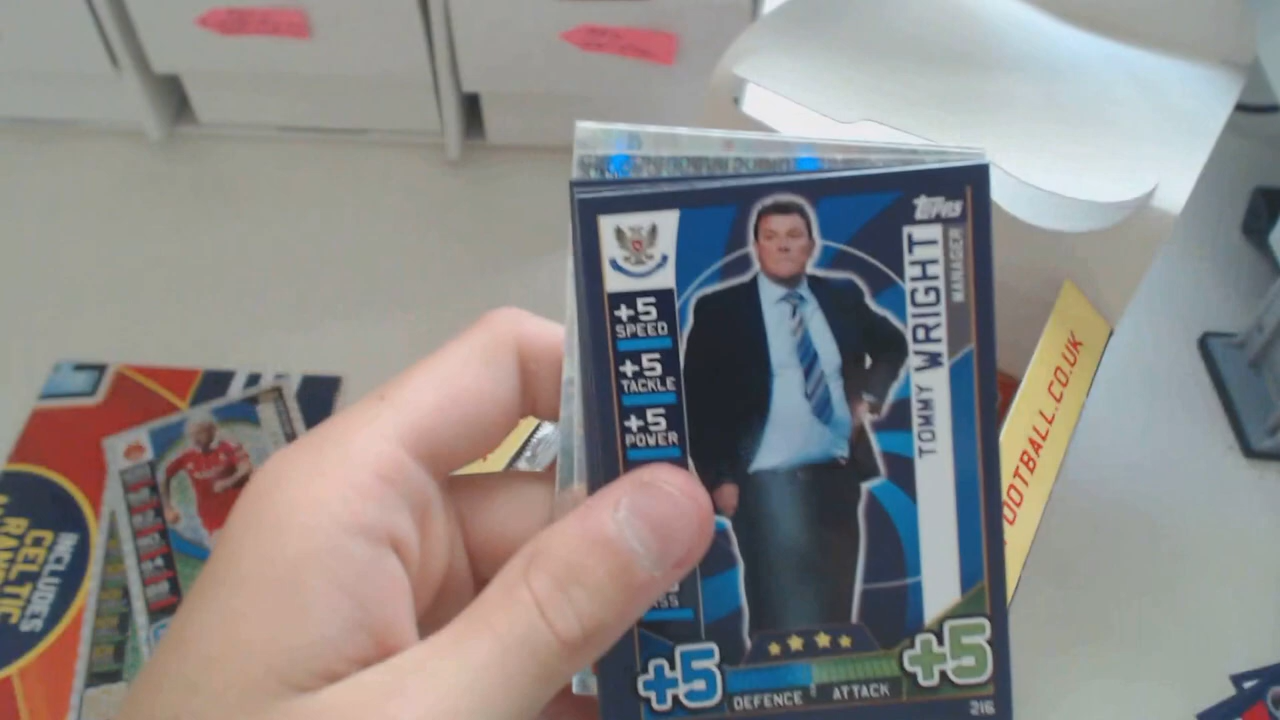 TOPPS
TOMMY WRIGHT
MANAGER
+5
SPEED
+5
TACKLE
+5
POWER
+5
DEFENCE
ATTACK
+5
216
OOTBALL.CO.UK
INCLUDES
CELTIC
RAN